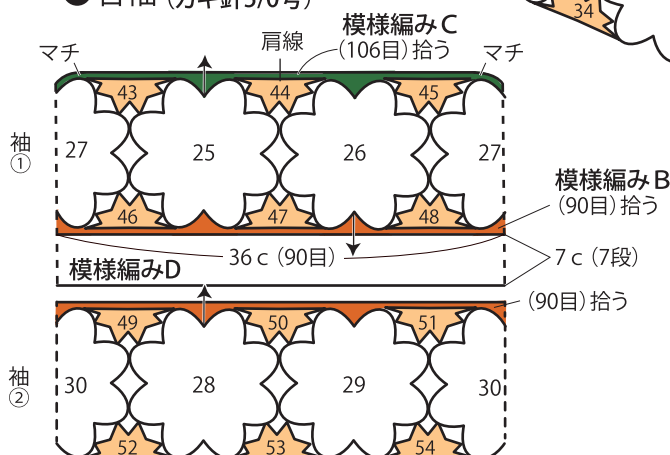 34
模様編みC
(106目)拾う
マチ
肩線
マチ
43
44
45
袖
①
27
25
26
27
46
47
48
模様編みB
(90目)拾う
36c(90目)
7c(7段)
模様編みD
(90目)拾う
49
50
51
袖
②
30
28
29
30
52
53
54